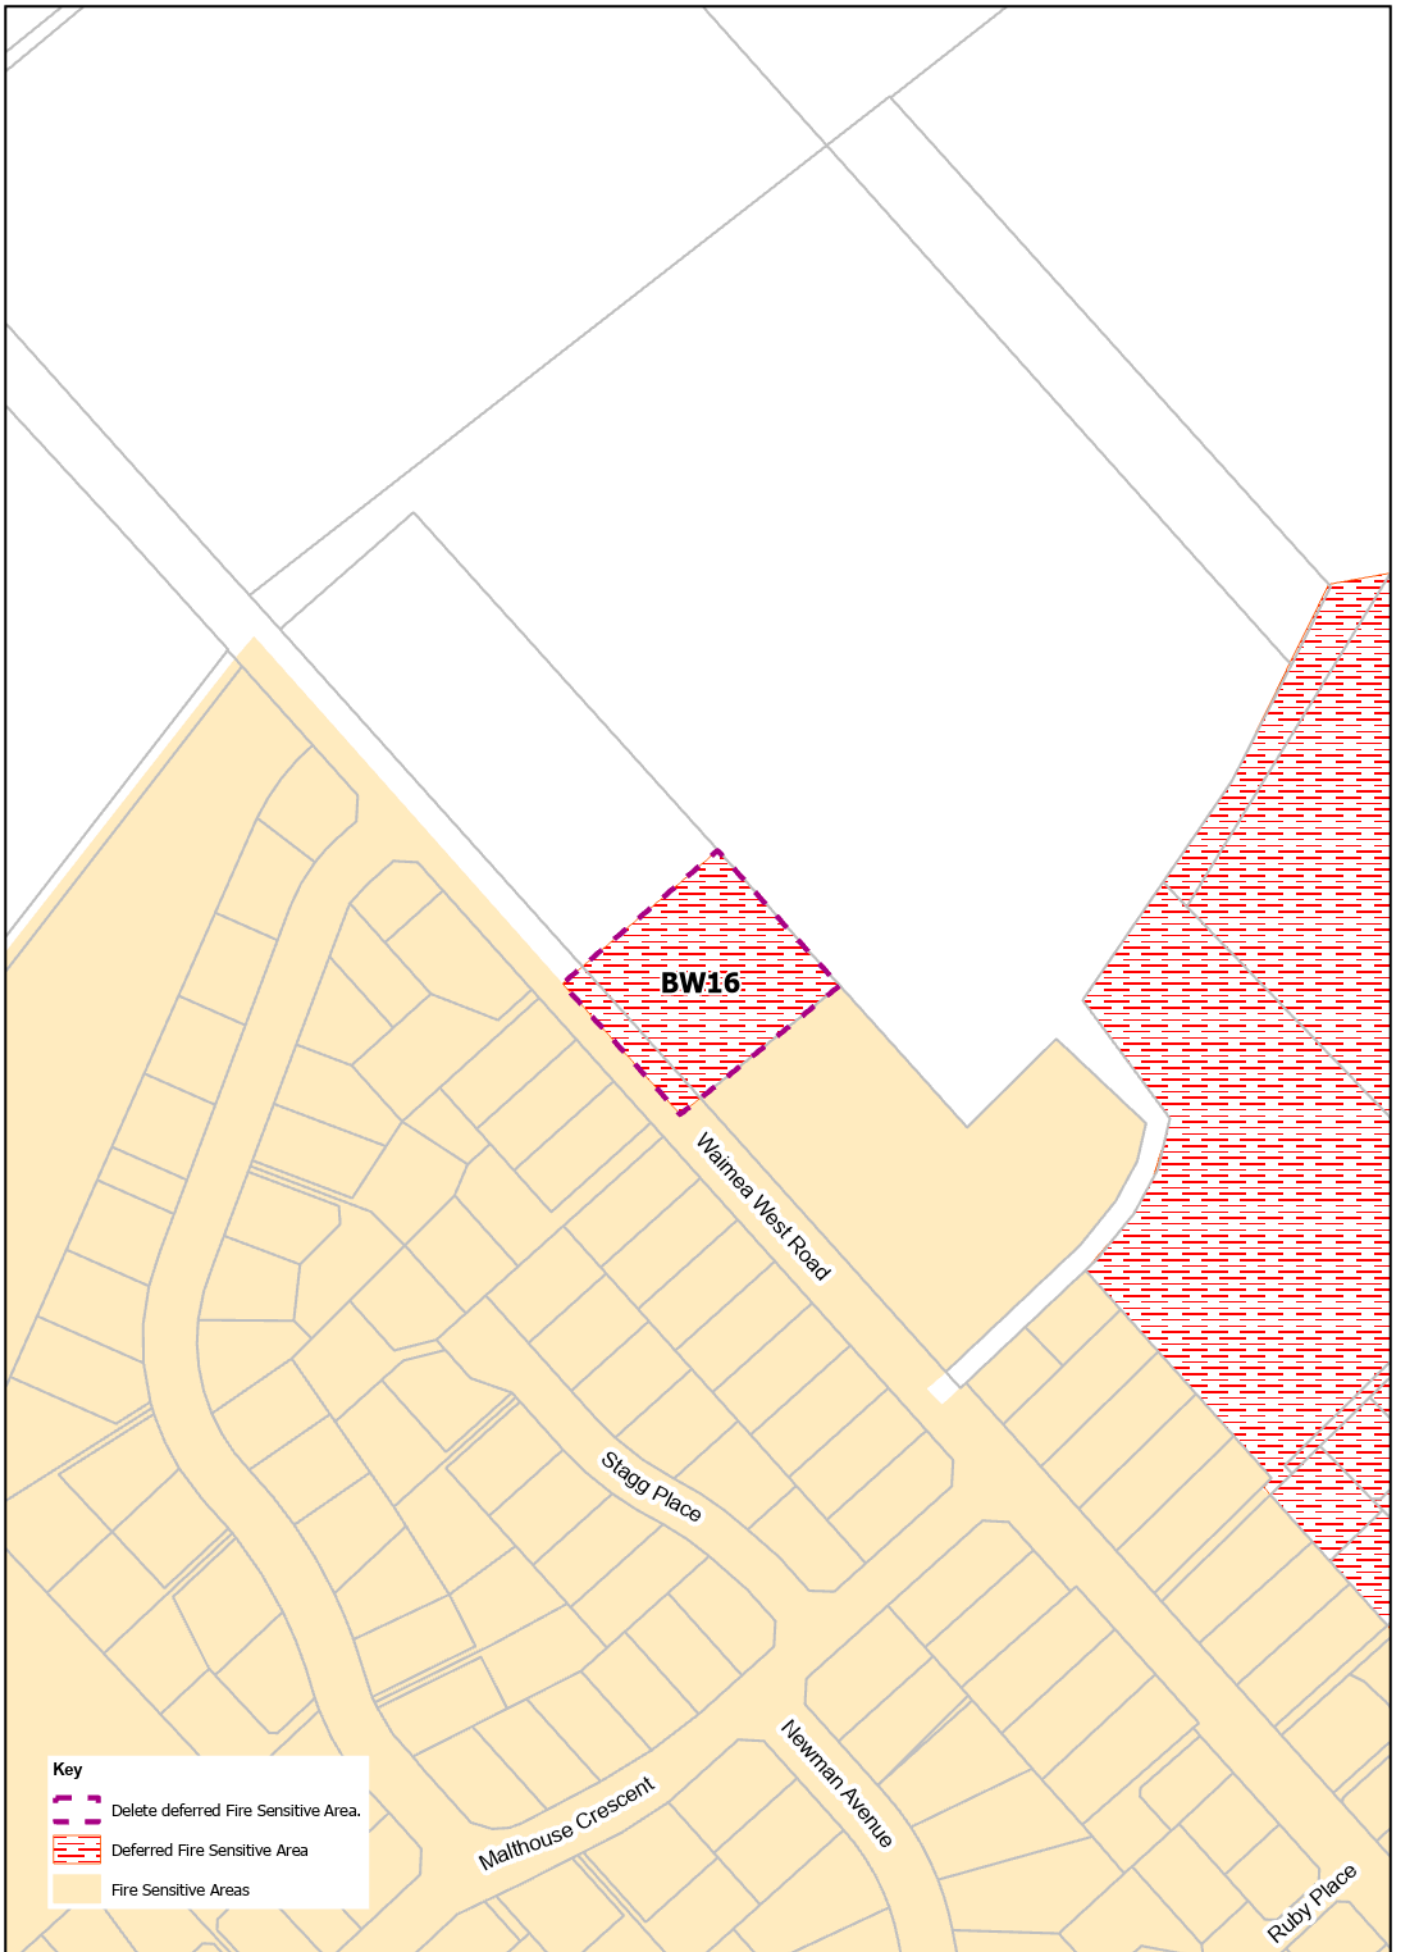 BW16
Waimea West Road
Stagg Place
Newman Avenue
Malthouse Crescent
Ruby Place
Key
Delete deferred Fire Sensitive Area.
Deferred Fire Sensitive Area
Fire Sensitive Areas